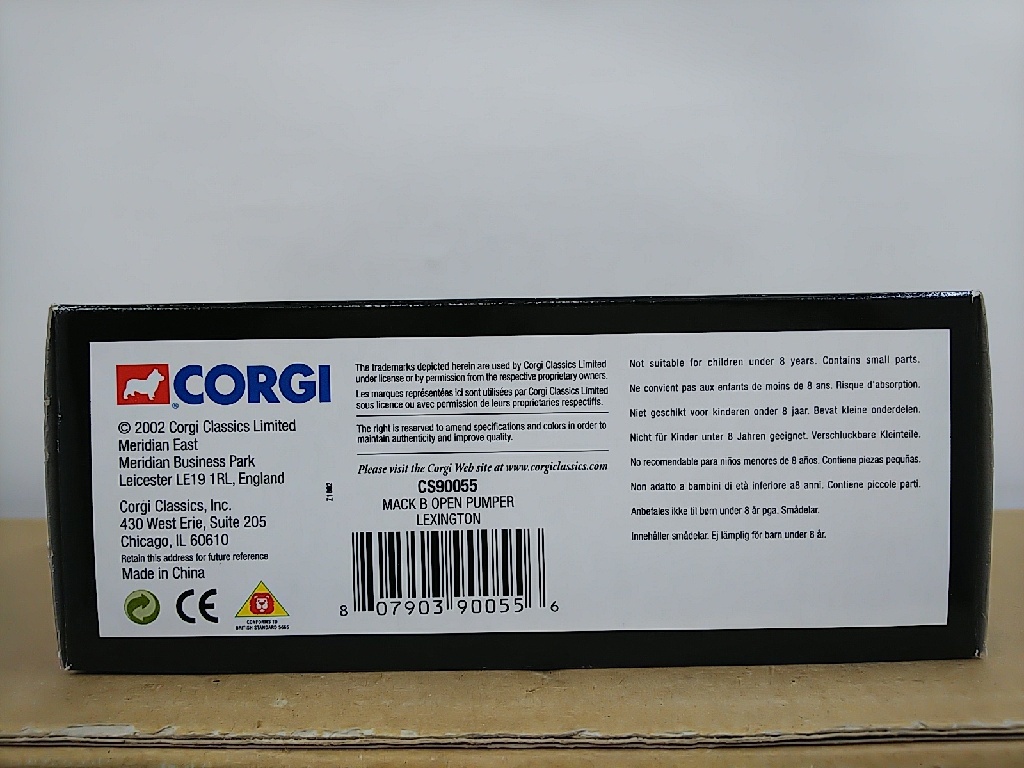 CORGI
®
© 2002 Corgi Classics Limited
Meridian East
Meridian Business Park
Leicester LE19 1RL, England
Corgi Classics, Inc.
430 West Erie, Suite 205
Chicago, IL 60610
Retain this address for future reference
Made in China
CE
CONFORMS TO
BRITISH STANDARD 5665
The trademarks depicted herein are used by Corgi Classics Limited
under license or by permission from the respective proprietary owners.
Les marques représentées ici sont utilisées par Corgi Classics Limited
sous licence ou avec permission de leurs propriétaires respectifs.
The right is reserved to amend specifications and colors in order to
maintain authenticity and improve quality.
Please visit the Corgi Web site at www.corgiclassics.com
CS90055
MACK B OPEN PUMPER
LEXINGTON
8 07903 90055 6
Not suitable for children under 8 years. Contains small parts.
Ne convient pas aux enfants de moins de 8 ans. Risque d'absorption.
Niet geschikt voor kinderen onder 8 jaar. Bevat kleine onderdelen.
Nicht für Kinder unter 8 Jahren geeignet. Verschluckbare Kleinteile.
No recomendable para niños menores de 8 años. Contiene piezas pequñas.
Non adatto a bambini di età inferiore a8 anni. Contiene piccole parti.
Anbefales ikke til børn under 8 år pga. Smådelar.
Innehåller smådelar. Ej lämplig för barn under 8 år.